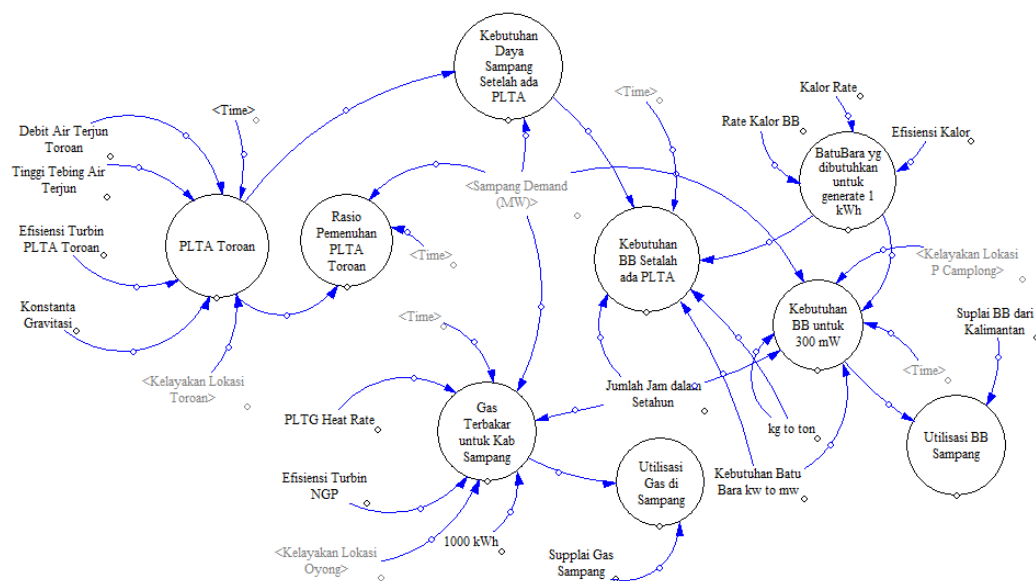 Kebutuhan
Daya
Sampang
Setelah ada
PLTA
<Time>
Debit Air Terjun
Toroan
Tinggi Tebing Air
Terjun
Efisiensi Turbin
PLTA Toroan
Konstanta
Gravitasi
<Kelayakan Lokasi
Toroan>
PLTA Toroan
Rasio
Pemenuhan
PLTA
Toroan
<Time>
<Sampang Demand
(MW)>
<Time>
Kalor Rate
Rate Kalor BB
Efisiensi Kalor
BatuBara yg
dibutuhkan
untuk
generate 1
kWh
Kebutuhan
BB Setalah
ada PLTA
<Kelayakan Lokasi
P Camplong>
Kebutuhan
BB untuk
300 mW
Suplai BB dari
Kalimantan
<Time>
<Time>
PLTG Heat Rate
Gas
Terbakar
untuk Kab
Sampang
Jumlah Jam dalam
Setahun
kg to ton
Utilisasi BB
Sampang
Efisiensi Turbin
NGP
Utilisasi
Gas di
Sampang
Kebutuhan Batu
Bara kw to mw
<Kelayakan Lokasi
Oyong>
1000 kWh
Supplai Gas
Sampang